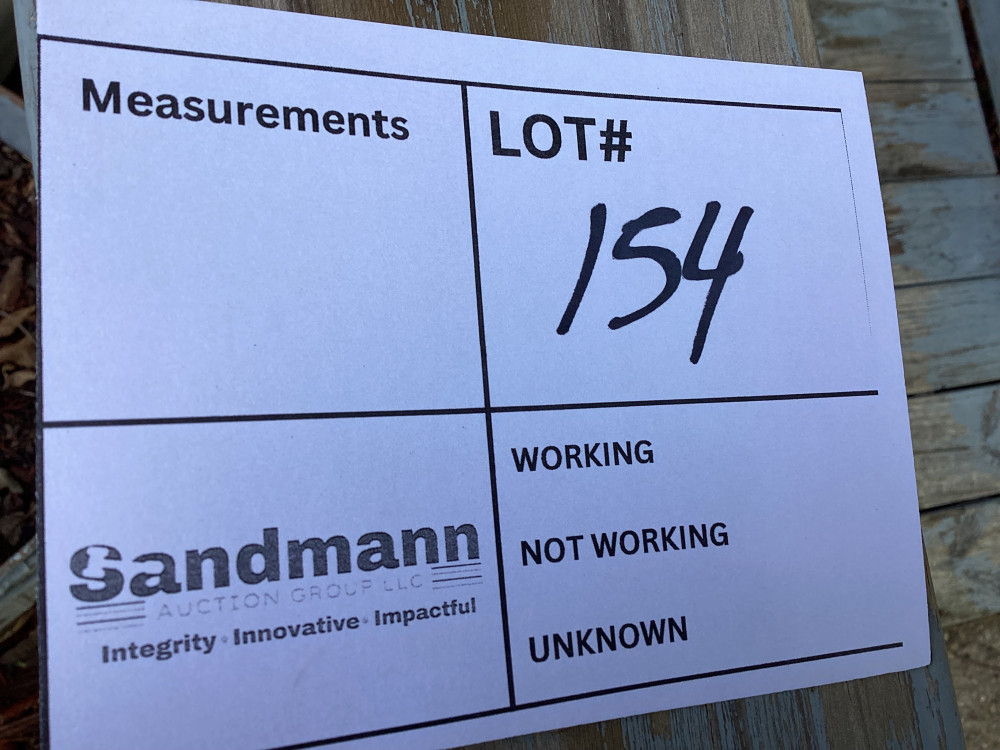 Measurements
LOT#
154
WORKING
NOT WORKING
UNKNOWN
Sandmann
AUCTION GROUP LLC
Integrity • Innovative • Impactful